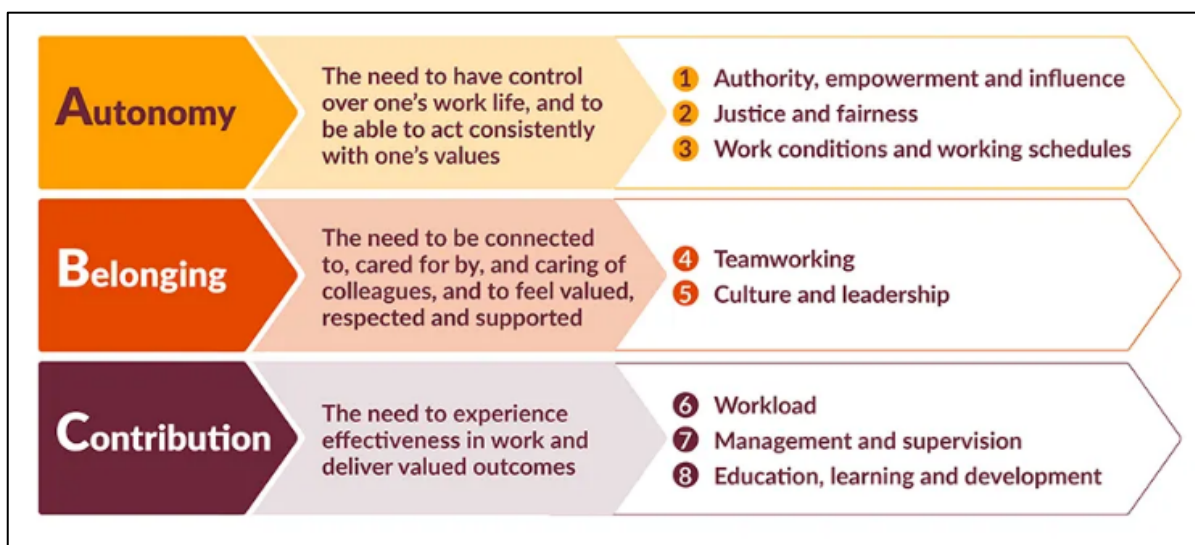 Autonomy
The need to have control
over one's work life, and to
be able to act consistently
with one's values
1 Authority, empowerment and influence
2 Justice and fairness
3 Work conditions and working schedules
Belonging
The need to be connected
to, cared for by, and caring of
colleagues, and to feel valued,
respected and supported
4 Teamworking
5 Culture and leadership
Contribution
The need to experience
effectiveness in work and
deliver valued outcomes
6 Workload
7 Management and supervision
8 Education, learning and development